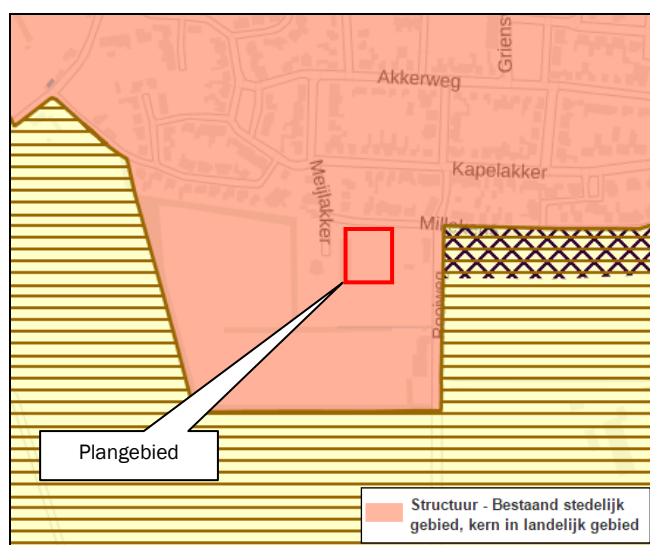 Griens
Akkerweg
Kapelakker
Meijlakker
Plangebied
Structuur - Bestaand stedelijk
gebied, kern in landelijk gebied